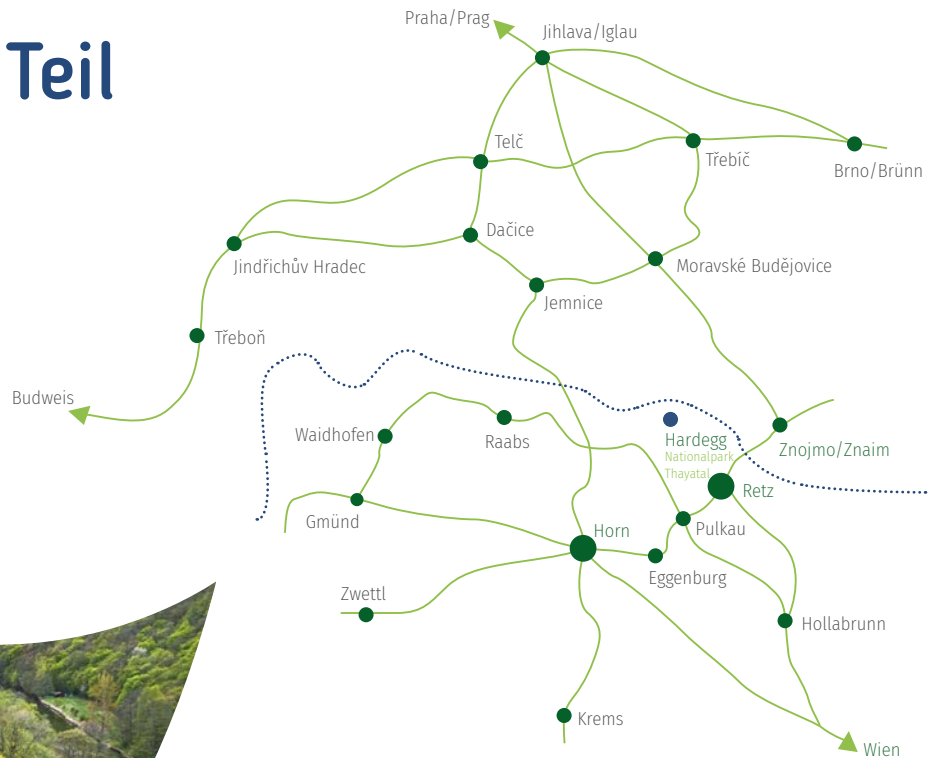 Teil
Praha/Prag
Jihlava/Iglau
Telč
Třebíč
Brno/Brünn
Dačice
Jindřichův Hradec
Moravské Budějovice
Jemnice
Třeboň
Budweis
Waidhofen
Raabs
Hardegg
Nationalpark
Thayatal
Znojmo/Znaim
Retz
Gmünd
Pulkau
Horn
Eggenburg
Zwettl
Hollabrunn
Krems
Wien